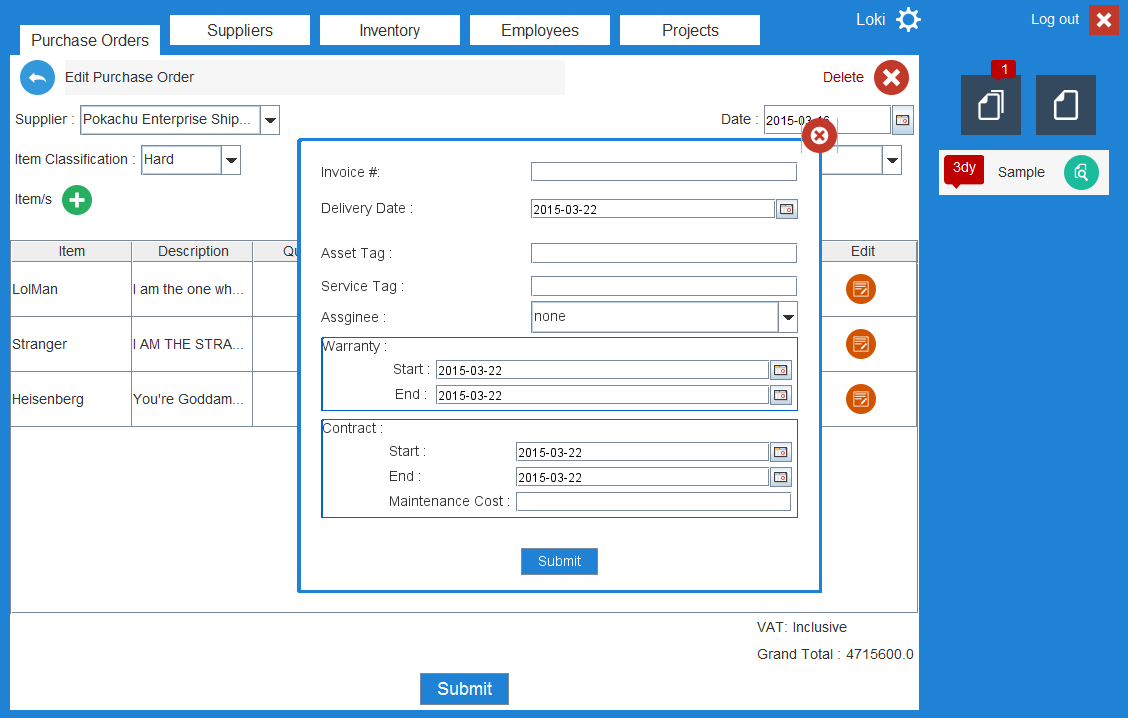 Purchase Orders
Suppliers
Inventory
Employees
Projects
Loki
Log out
Edit Purchase Order
Delete
1
Supplier :
Pokachu Enterprise Ship...
Date :
2015-03-16
Item Classification :
Hard
3dy
Sample
Item/s
Item
Description
Edit
LolMan
I am the one wh...
Stranger
I AM THE STRA...
Heisenberg
You're Goddam...
Invoice #:
Delivery Date :
2015-03-22
Asset Tag :
Service Tag :
Assginee :
none
Warranty :
Start :
2015-03-22
End :
2015-03-22
Contract :
Start :
2015-03-22
End :
2015-03-22
Maintenance Cost :
Submit
VAT: Inclusive
Grand Total : 4715600.0
Submit